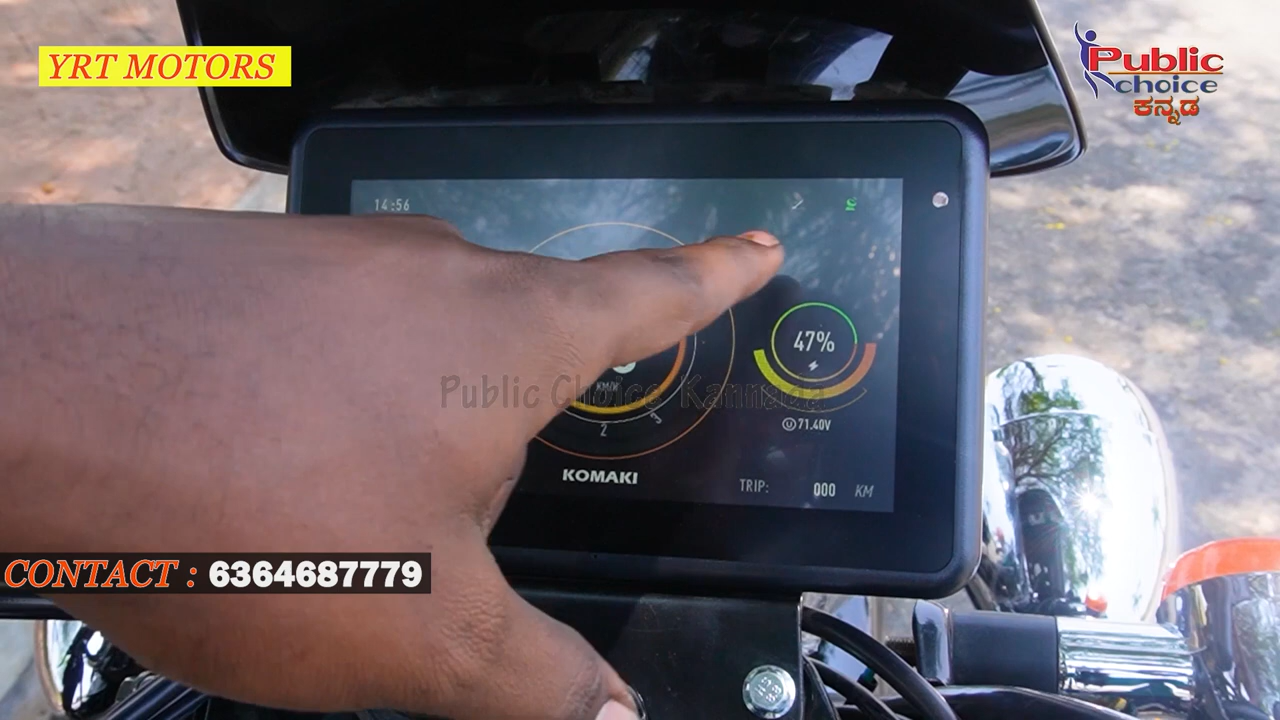 YRT MOTORS
Public
choice
ಕನ್ನಡ
14:56
47%
KM/H
Public Choice Kannada
2
3
71.40V
KOMAKI
TRIP: 000 KM
CONTACT : 6364687779